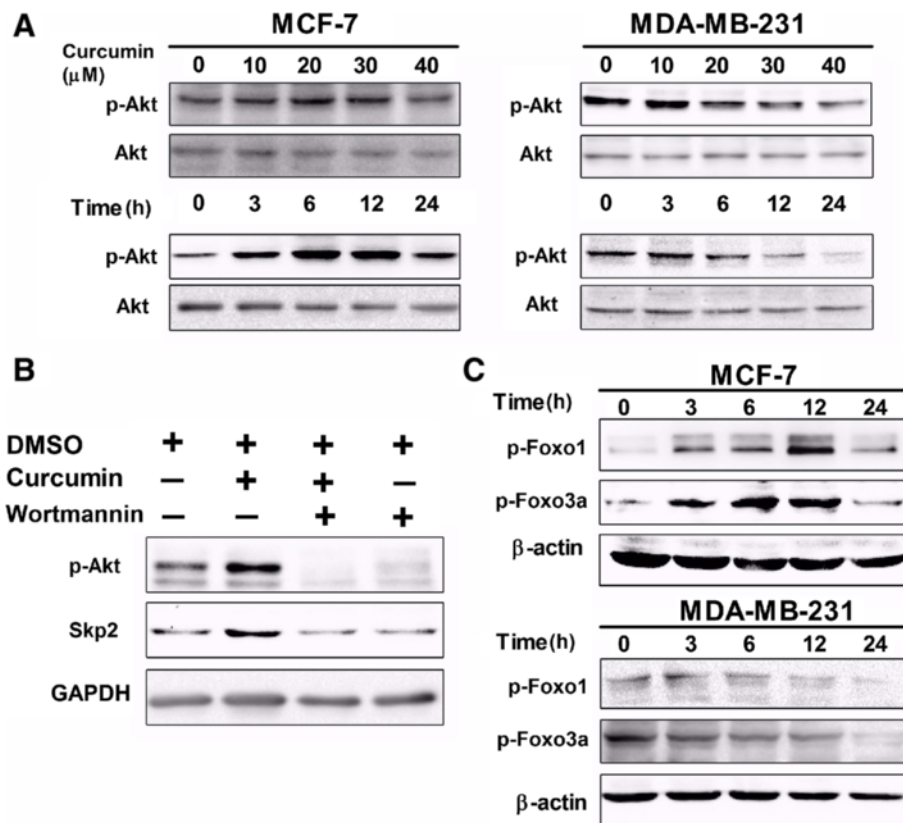 A
MCF-7
MDA-MB-231
Curcumin
(μM)
0 10 20 30 40
0 10 20 30 40
p-Akt
p-Akt
Akt
Akt
Time(h)
0 3 6 12 24
0 3 6 12 24
p-Akt
p-Akt
Akt
Akt
B
DMSO + + + +
Curcumin − + + −
Wortmannin − − + +
p-Akt
Skp2
GAPDH
C
MCF-7
Time(h) 0 3 6 12 24
p-Foxo1
p-Foxo3a
β-actin
MDA-MB-231
Time(h) 0 3 6 12 24
p-Foxo1
p-Foxo3a
β-actin